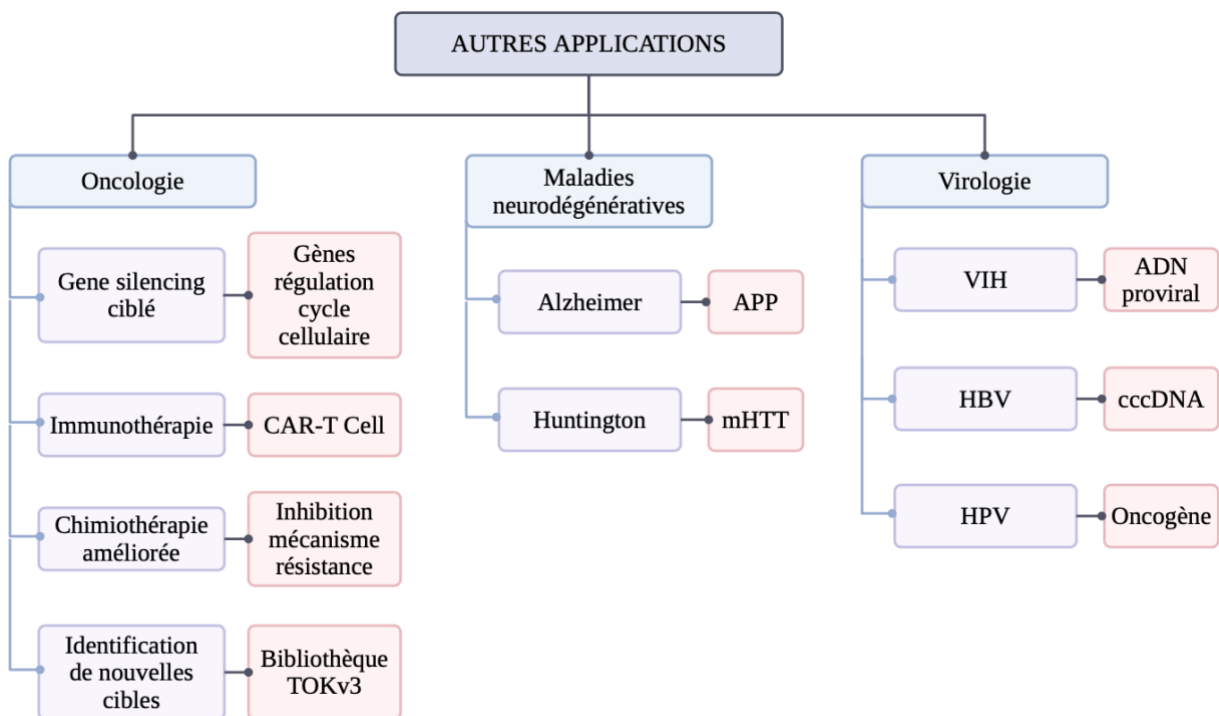 AUTRES APPLICATIONS
Oncologie
Gene silencing
ciblé
Gènes
régulation
cycle
cellulaire
Immunothérapie
CAR-T Cell
Chimiothérapie
améliorée
Inhibition
mécanisme
résistance
Identification
de nouvelles
cibles
Bibliothèque
TOKv3
Maladies
neurodégénératives
Alzheimer
APP
Huntington
mHTT
Virologie
VIH
ADN
proviral
HBV
cccDNA
HPV
Oncogène